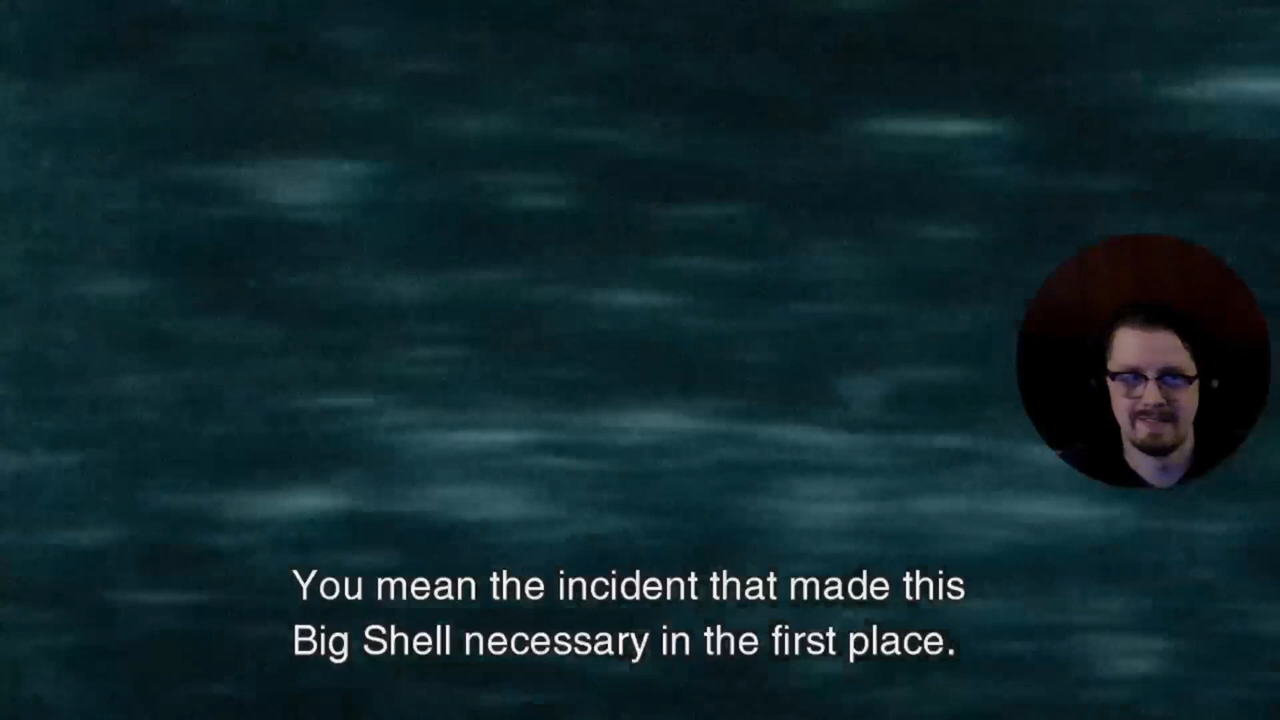 You mean the incident that made this
Big Shell necessary in the first place.